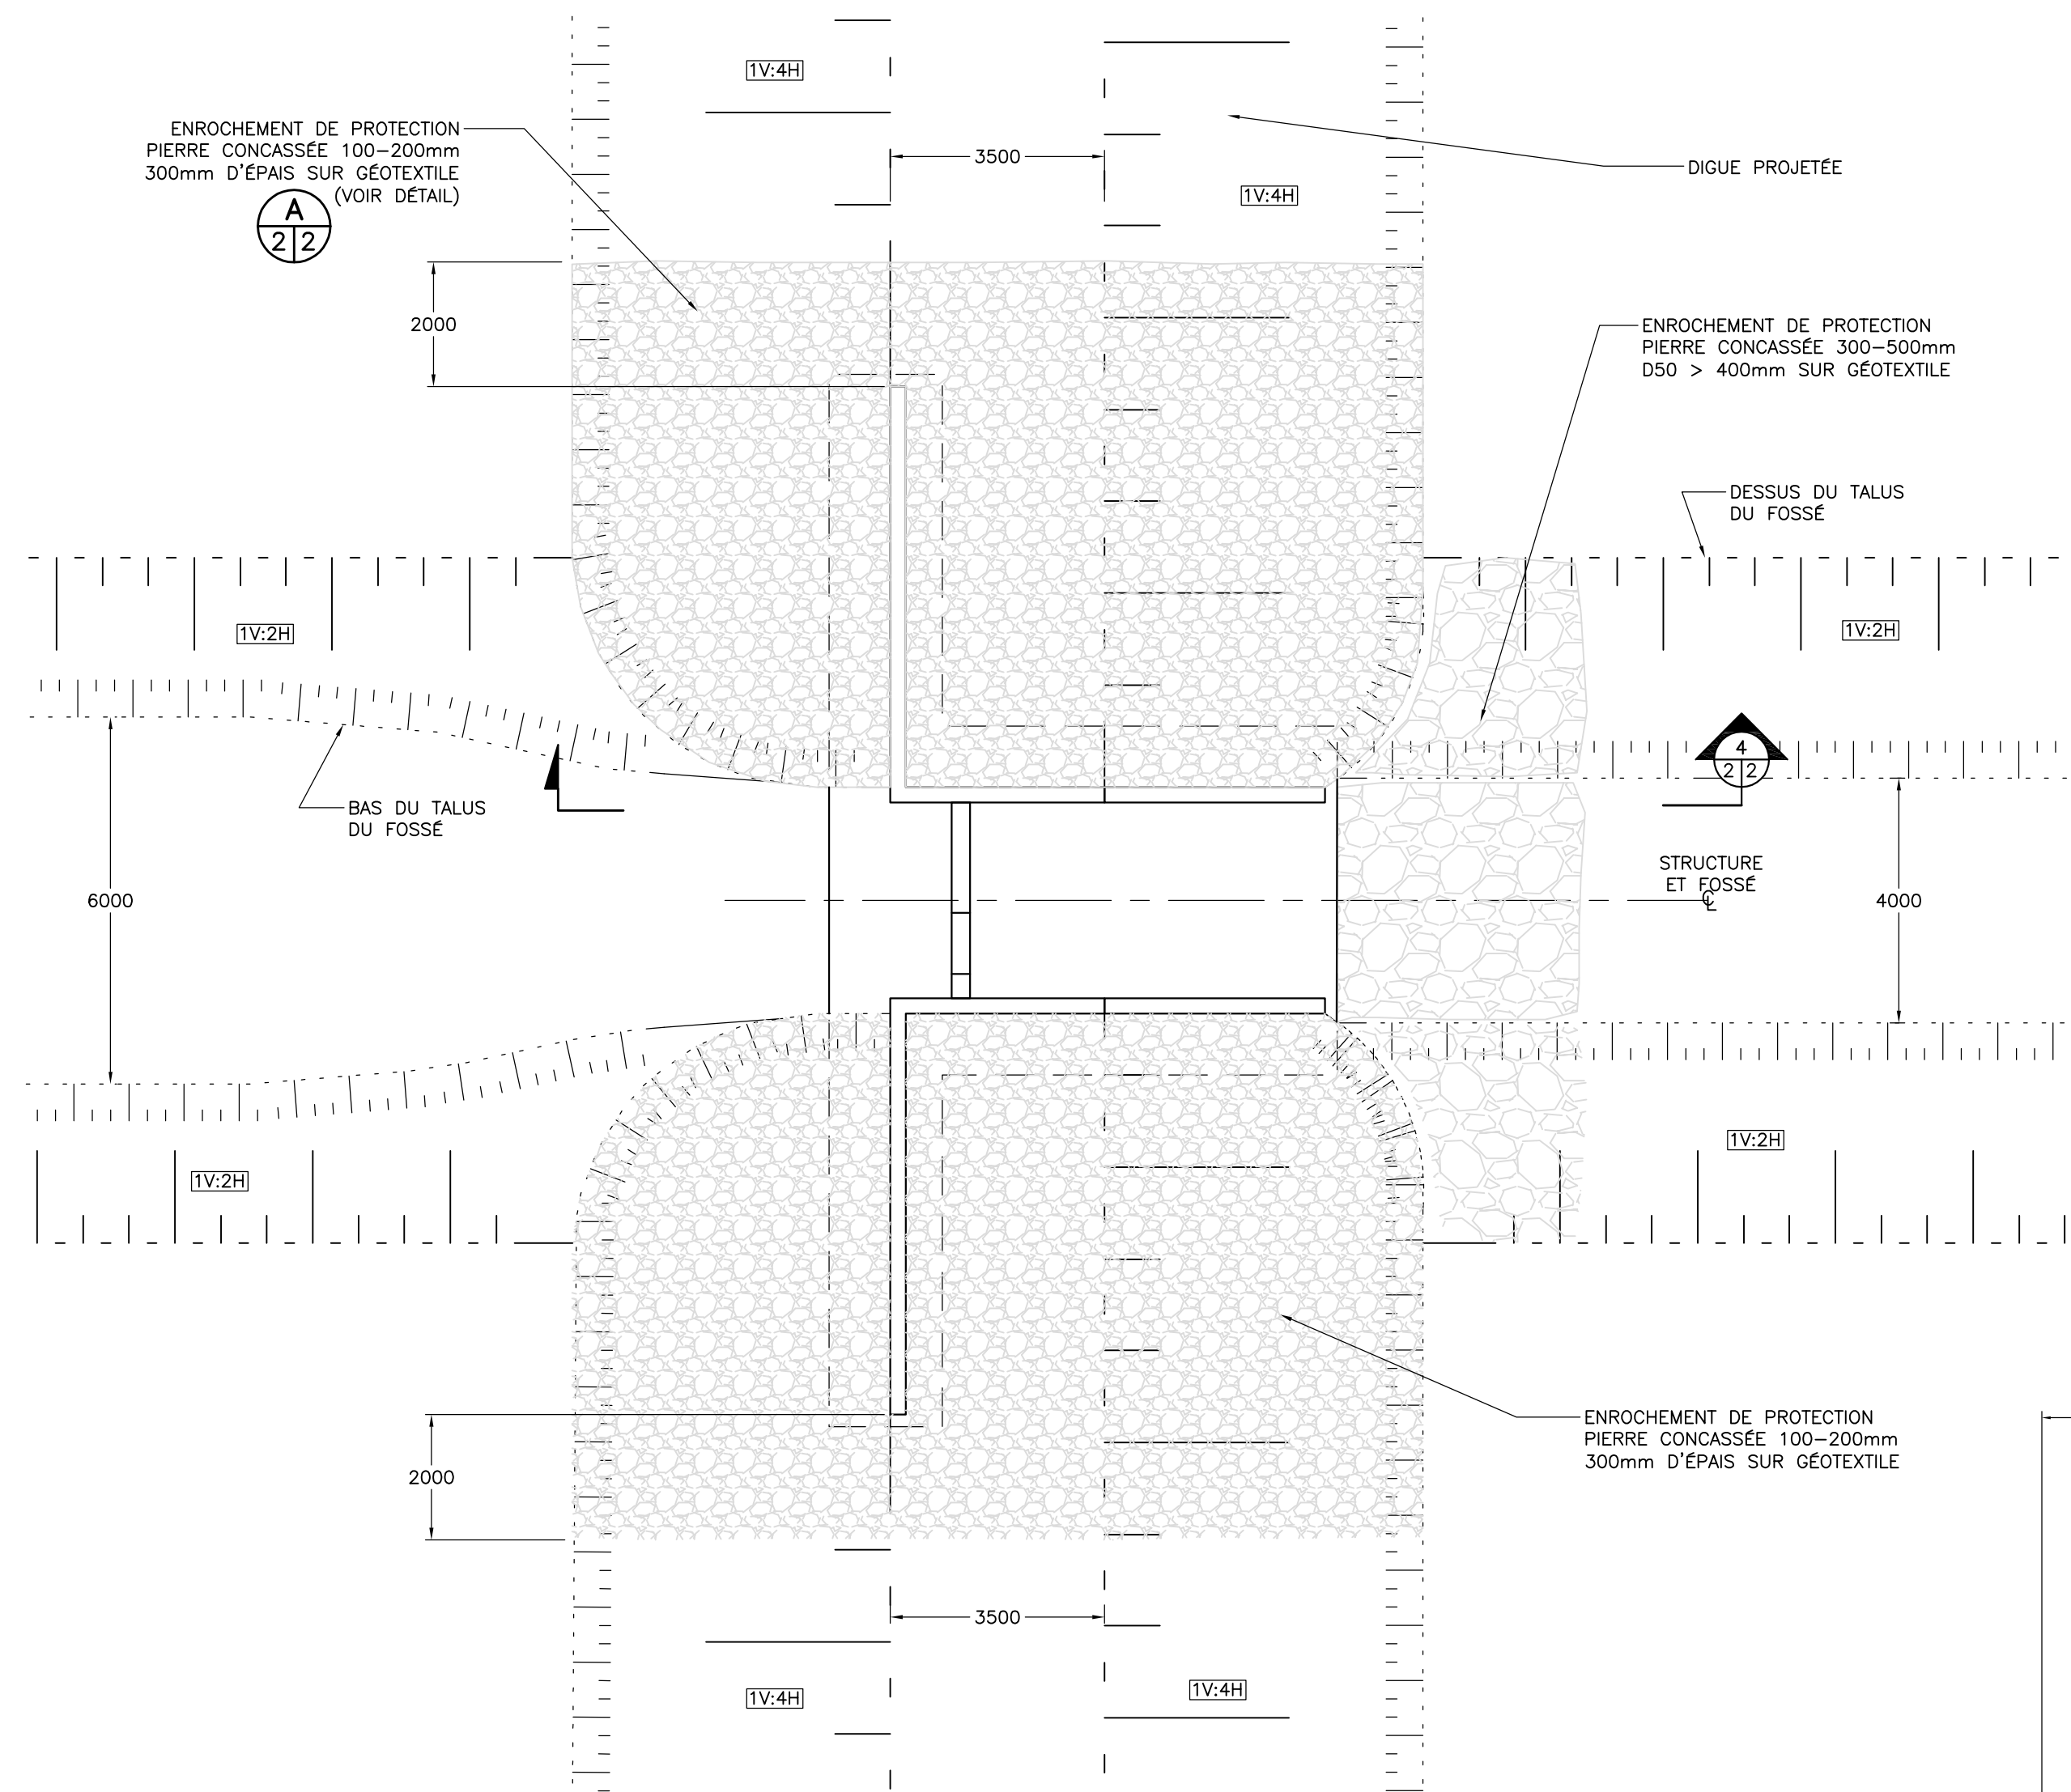 1V:4H
ENROCHEMENT DE PROTECTION
PIERRE CONCASSÉE 100-200mm
300mm D'ÉPAIS SUR GÉOTEXTILE
(VOIR DÉTAIL)
A
2 2
3500
DIGUE PROJETÉE
1V:4H
2000
ENROCHEMENT DE PROTECTION
PIERRE CONCASSÉE 300-500mm
D50 > 400mm SUR GÉOTEXTILE
DESSUS DU TALUS
DU FOSSÉ
1V:2H
1V:2H
4
2 2
BAS DU TALUS
DU FOSSÉ
STRUCTURE
ET FOSSÉ
℄
6000
4000
1V:2H
1V:2H
ENROCHEMENT DE PROTECTION
PIERRE CONCASSÉE 100-200mm
300mm D'ÉPAIS SUR GÉOTEXTILE
2000
3500
1V:4H
1V:4H